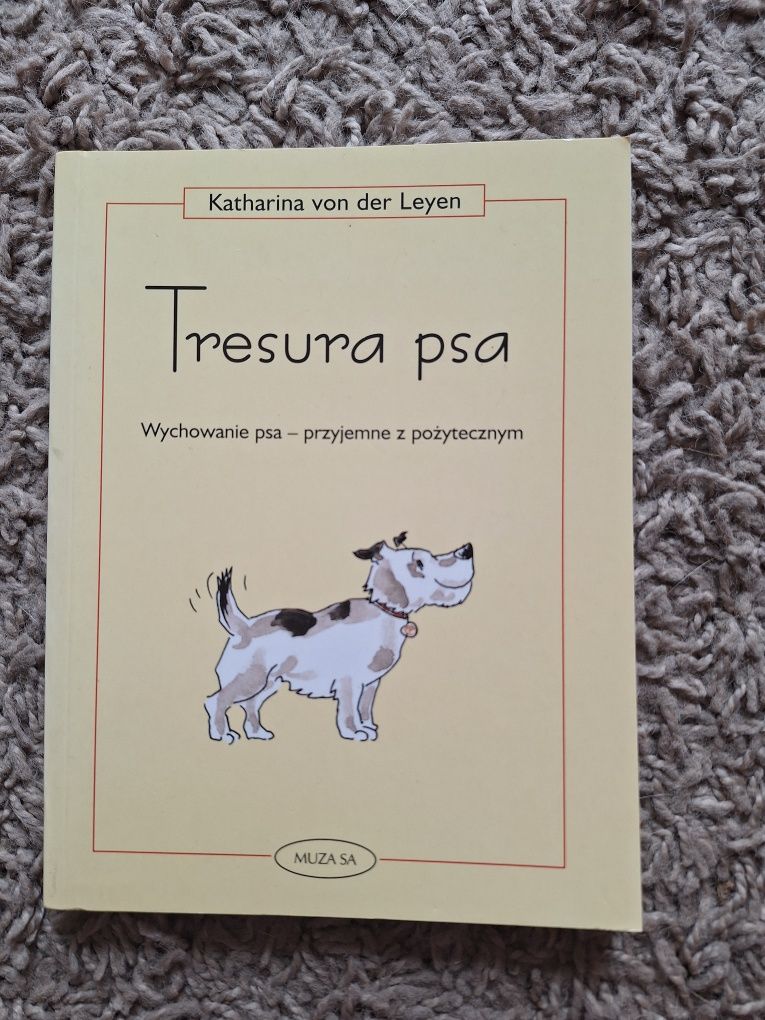 Katharina von der Leyen
Tresura psa
Wychowanie psa – przyjemne z pożytecznym
MUZA SA